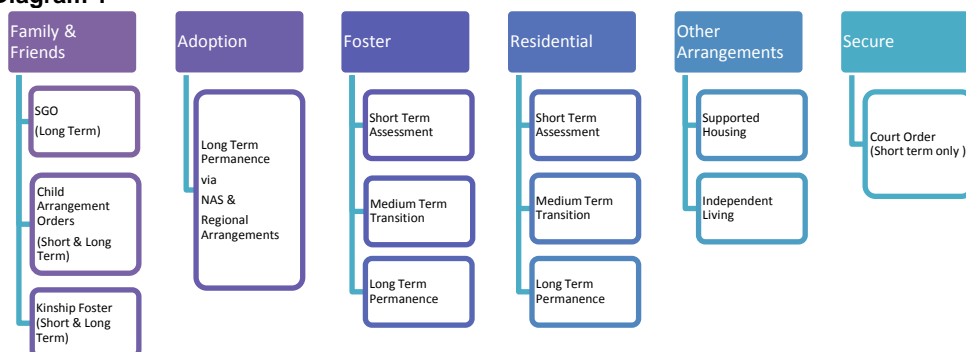 Diagram 1
Family &
Friends
SGO
(Long Term)
Child
Arrangement
Orders
(Short & Long
Term)
Kinship Foster
(Short & Long
Term)
Adoption
Long Term
Permanence
via
NAS &
Regional
Arrangements
Foster
Short Term
Assessment
Medium Term
Transition
Long Term
Permanence
Residential
Short Term
Assessment
Medium Term
Transition
Long Term
Permanence
Other
Arrangements
Supported
Housing
Independent
Living
Secure
Court Order
(Short term only )